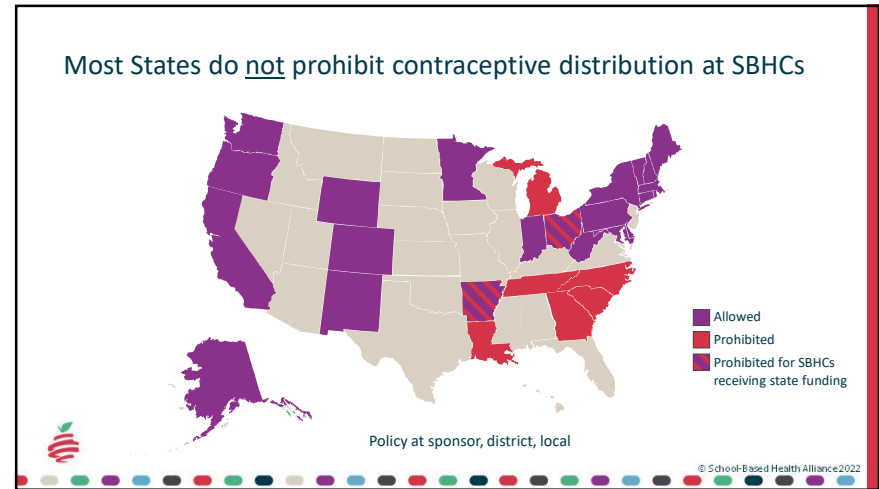 Most States do not prohibit contraceptive distribution at SBHCs
Allowed
Prohibited
Prohibited for SBHCs
receiving state funding
Policy at sponsor, district, local
© School-Based Health Alliance 2022